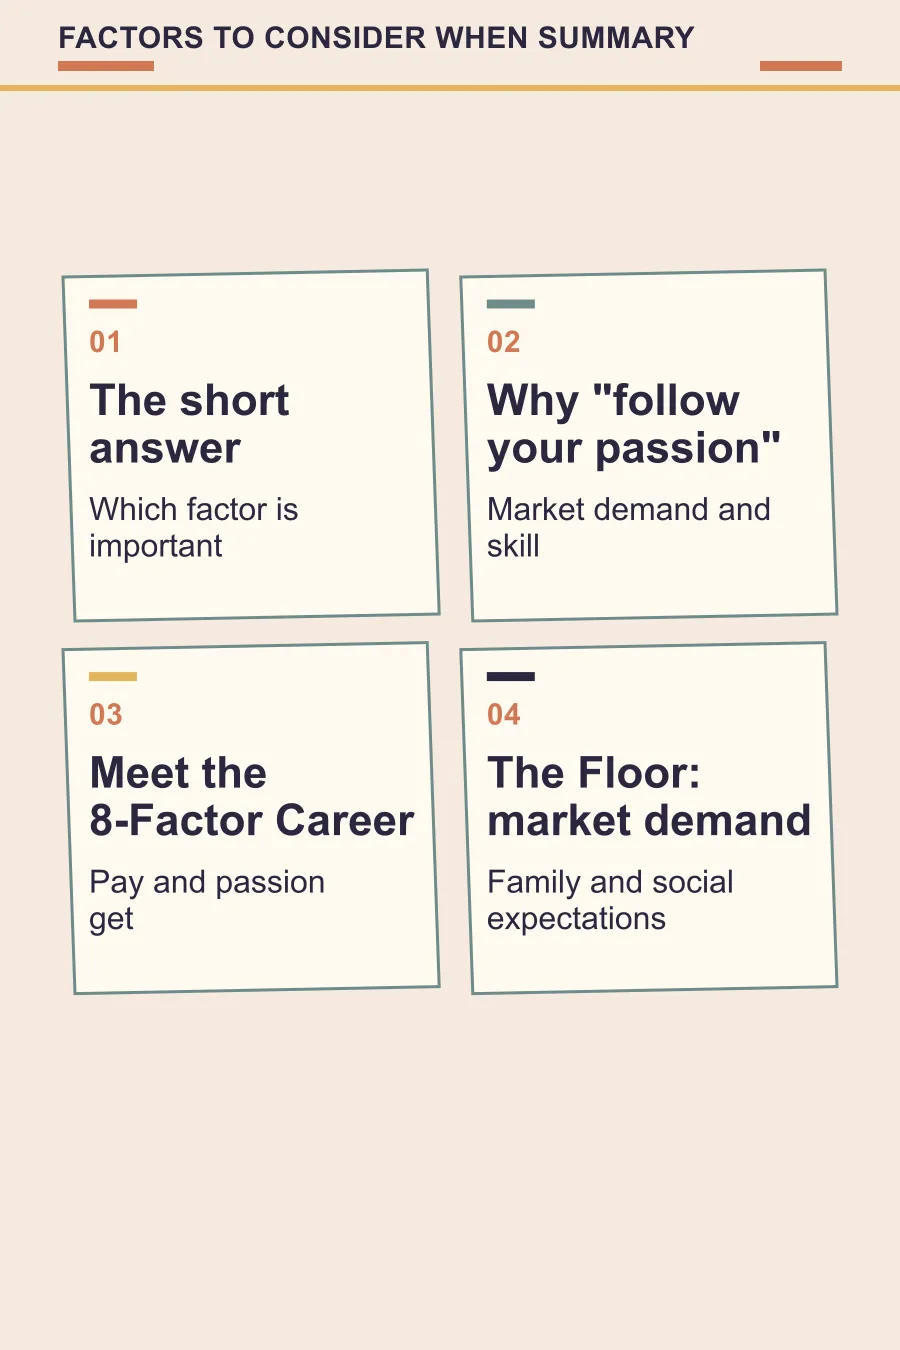 FACTORS TO CONSIDER WHEN SUMMARY
01
The short
answer
Which factor is
important
02
Why "follow
your passion"
Market demand and
skill
03
Meet the
8-Factor Career
Pay and passion
get
04
The Floor:
market demand
Family and social
expectations